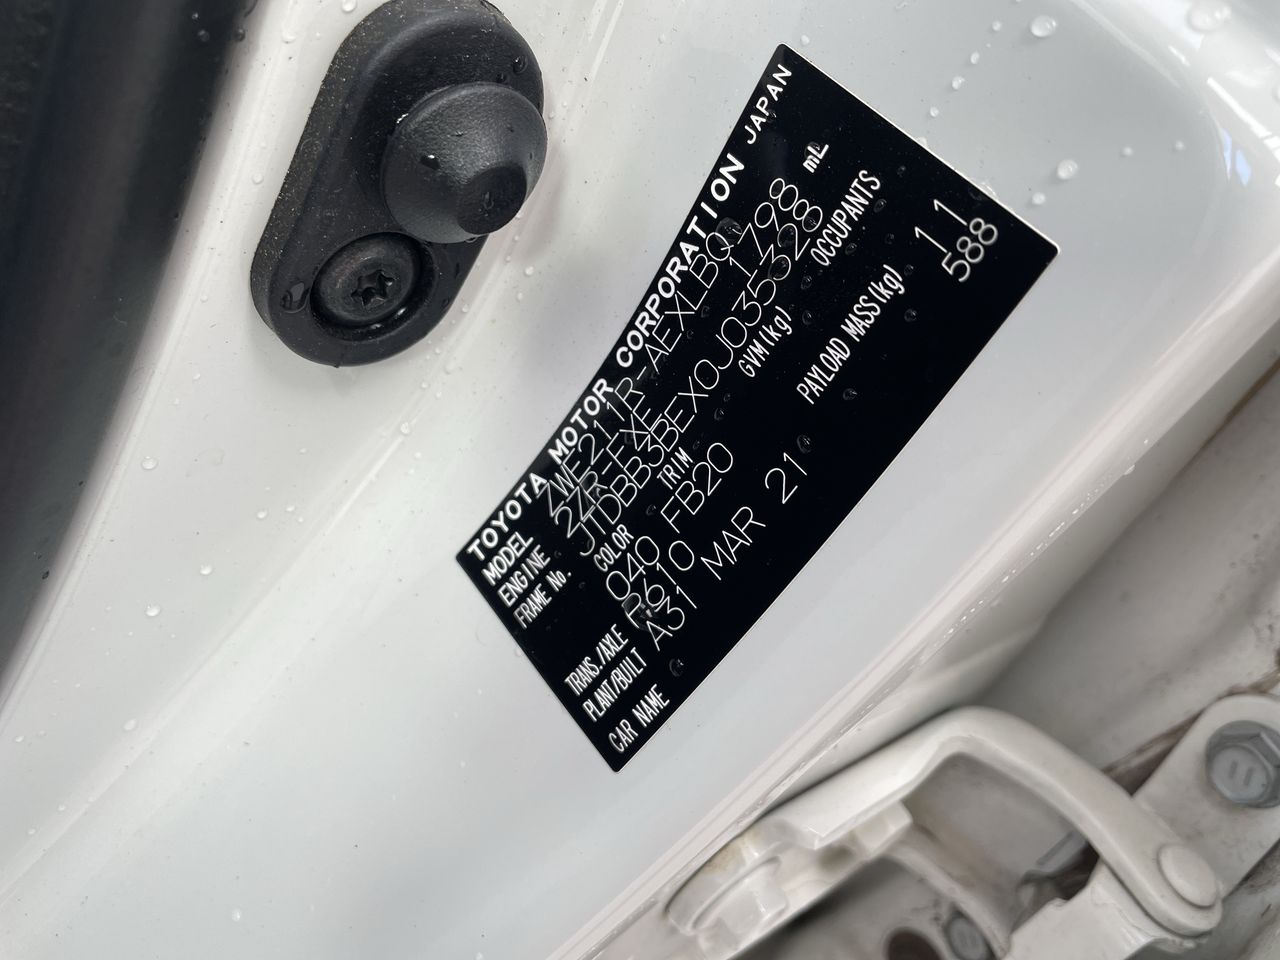 TOYOTA MOTOR CORPORATION JAPAN
MODEL ZWE211R-AEXLBQ
ENGINE 2ZR-FXE 1798 mL
FRAME No. JTDBB3BEX0J035328
COLOR TRIM GVM(kg) OCCUPANTS
040 FB20
TRANS./AXLE P610 PAYLOAD MASS(kg) 11
PLANT/BUILT A31 MAR 21 588
CAR NAME